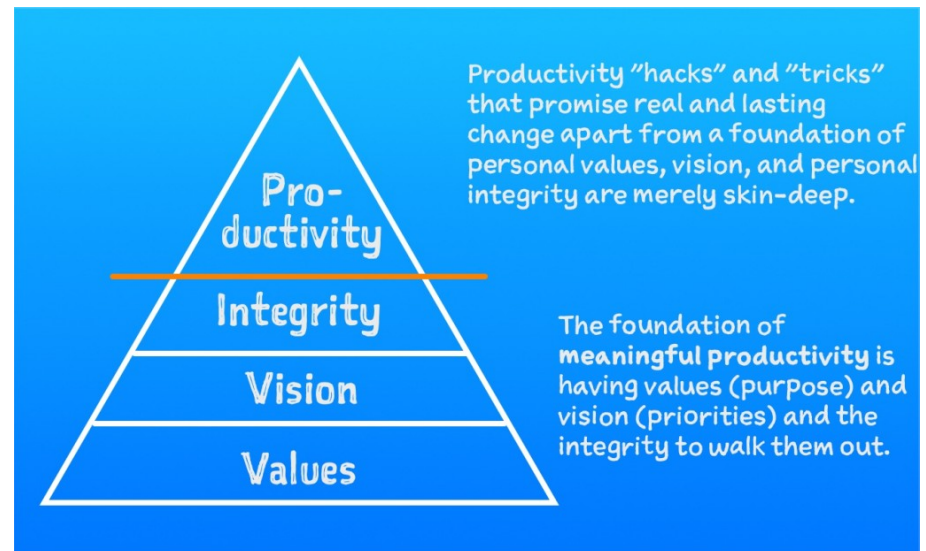 Productivity "hacks" and "tricks"
that promise real and lasting
change apart from a foundation of
personal values, vision, and personal
integrity are merely skin-deep.
Pro-
ductivity
Integrity
Vision
Values
The foundation of
meaningful productivity is
having values (purpose) and
vision (priorities) and the
integrity to walk them out.